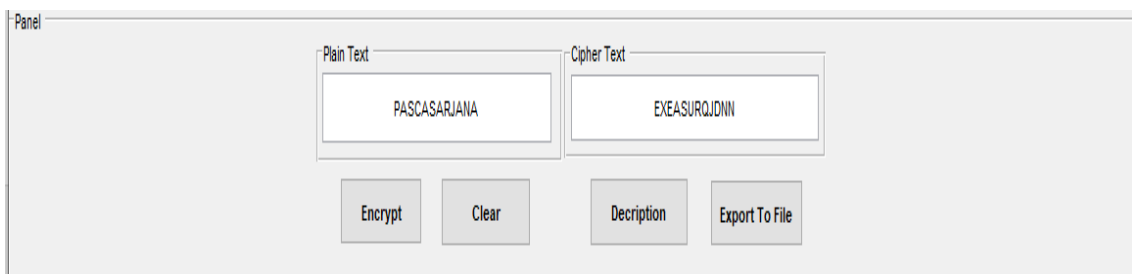 Panel
Plain Text Cipher Text
PASCASARJANA EXEASURQJDNN
Encrypt Clear Decription Export To File